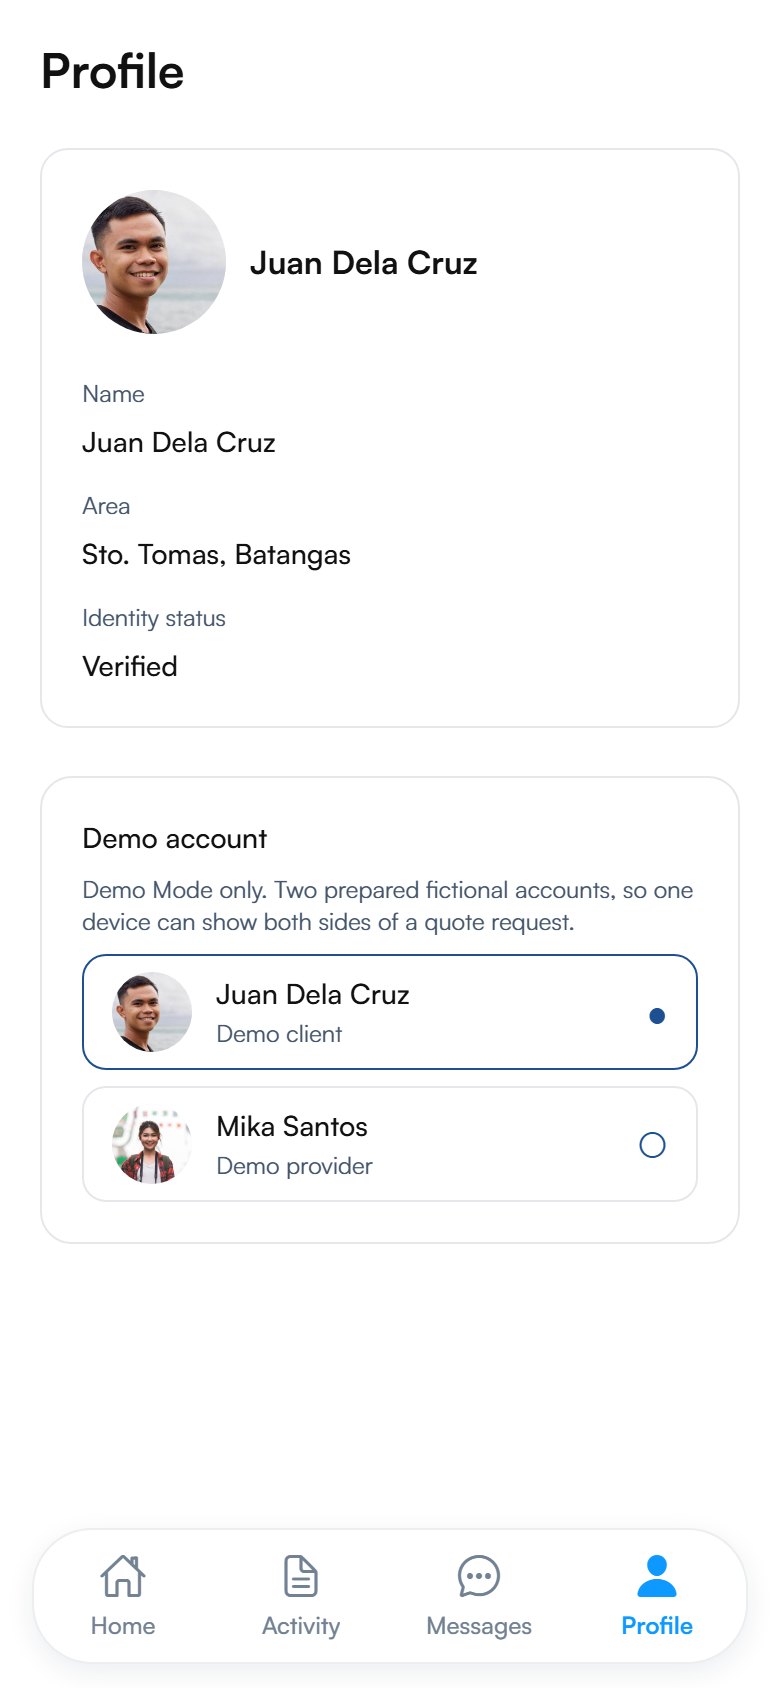 Profile
Juan Dela Cruz
Name
Juan Dela Cruz
Area
Sto. Tomas, Batangas
Identity status
Verified
Demo account
Demo Mode only. Two prepared fictional accounts, so one
device can show both sides of a quote request.
Juan Dela Cruz
Demo client
Mika Santos
Demo provider
Home
Activity
Messages
Profile